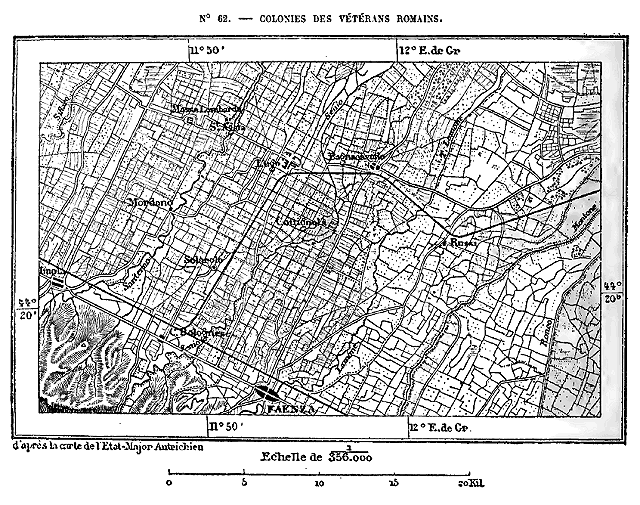 N° 62. — COLONIES DES VÉTÉRANS ROMAINS.
11° 50'
12° E. de Gr
Massa Lombarda
St. Agata
Lugo
Bagnacavallo
Mordano
Cotignola
Russi
Solarolo
Imol
44°
20'
44°
20'
C. Bolognese
FAENZA
11° 50'
12° E. de Gr.
d'après la carte de l'Etat-Major Autrichien
Echelle de 1
356.000
0 5 10 15 20 Kil.